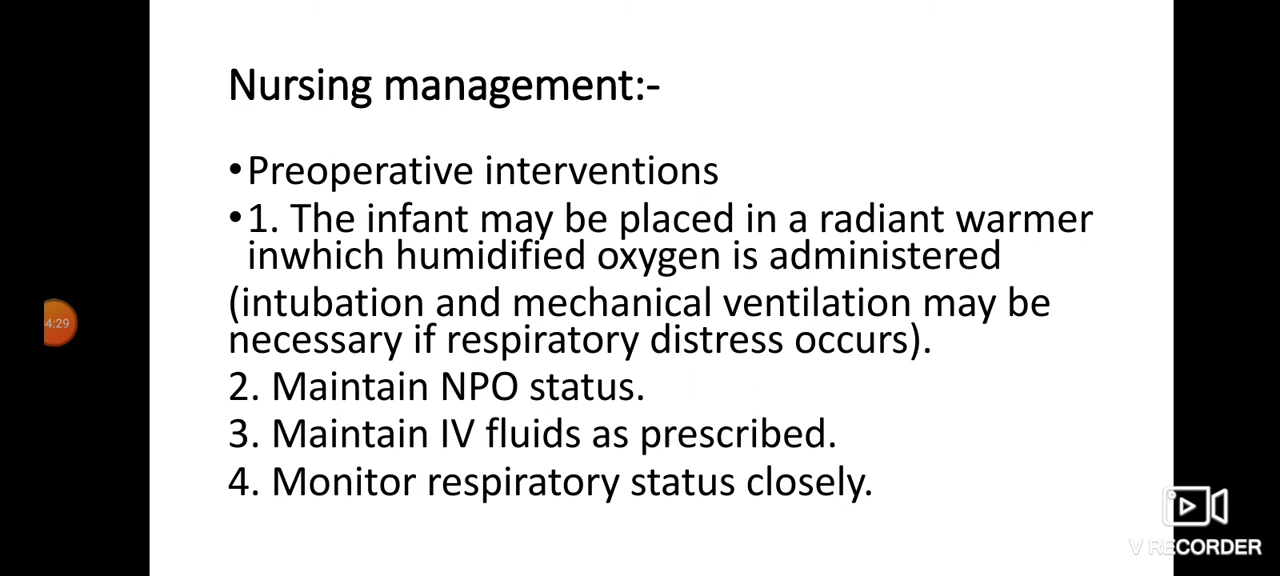 Nursing management:-
•Preoperative interventions
•1. The infant may be placed in a radiant warmer
inwhich humidified oxygen is administered
(intubation and mechanical ventilation may be
necessary if respiratory distress occurs).
2. Maintain NPO status.
3. Maintain IV fluids as prescribed.
4. Monitor respiratory status closely.
4:29
V RECORDER